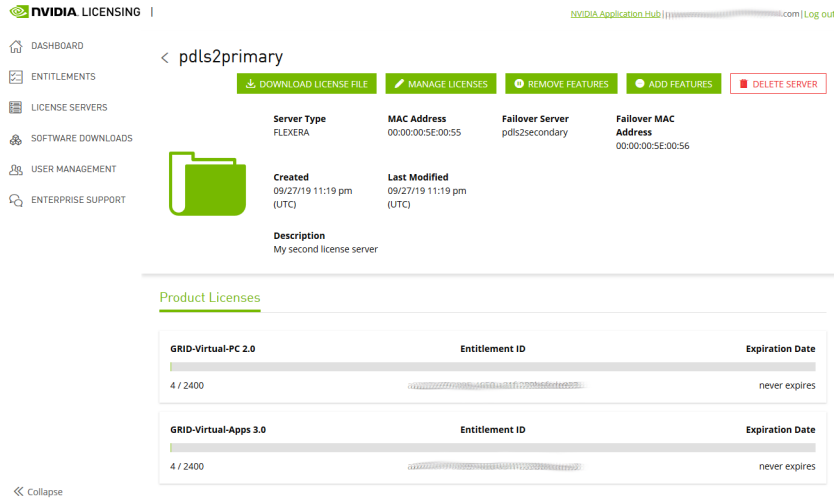 NVIDIA. LICENSING |
NVIDIA Application Hub | .com | Log out
DASHBOARD
ENTITLEMENTS
LICENSE SERVERS
SOFTWARE DOWNLOADS
USER MANAGEMENT
ENTERPRISE SUPPORT
Collapse
pdls2primary
DOWNLOAD LICENSE FILE MANAGE LICENSES REMOVE FEATURES ADD FEATURES DELETE SERVER
Server Type MAC Address Failover Server Failover MAC
Address
FLEXERA 00:00:00:5E:00:55 pdls2secondary
00:00:00:5E:00:56
Created Last Modified
09/27/19 11:19 pm 09/27/19 11:19 pm
(UTC) (UTC)
Description
My second license server
Product Licenses
GRID-Virtual-PC 2.0 Entitlement ID Expiration Date
4 / 2400 never expires
GRID-Virtual-Apps 3.0 Entitlement ID Expiration Date
4 / 2400 never expires